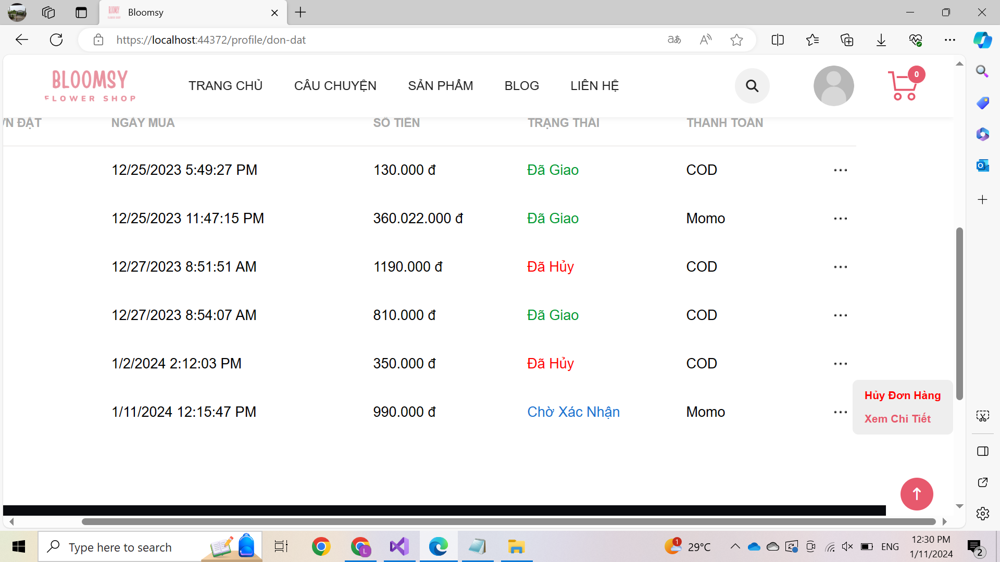 Bloomsy
https://localhost:44372/profile/don-dat
BLOOMSY
FLOWER SHOP
TRANG CHỦ CÂU CHUYỆN SẢN PHẨM BLOG LIÊN HỆ
0
N ĐẶT NGÀY MUA SỐ TIỀN TRẠNG THÁI THANH TOÁN
12/25/2023 5:49:27 PM 130.000 đ Đã Giao COD ...
12/25/2023 11:47:15 PM 360.022.000 đ Đã Giao Momo ...
12/27/2023 8:51:51 AM 1190.000 đ Đã Hủy COD ...
12/27/2023 8:54:07 AM 810.000 đ Đã Giao COD ...
1/2/2024 2:12:03 PM 350.000 đ Đã Hủy COD ...
1/11/2024 12:15:47 PM 990.000 đ Chờ Xác Nhận Momo ...
Hủy Đơn Hàng
Xem Chi Tiết
Type here to search
L
1
29°C
ENG
12:30 PM
1/11/2024
2